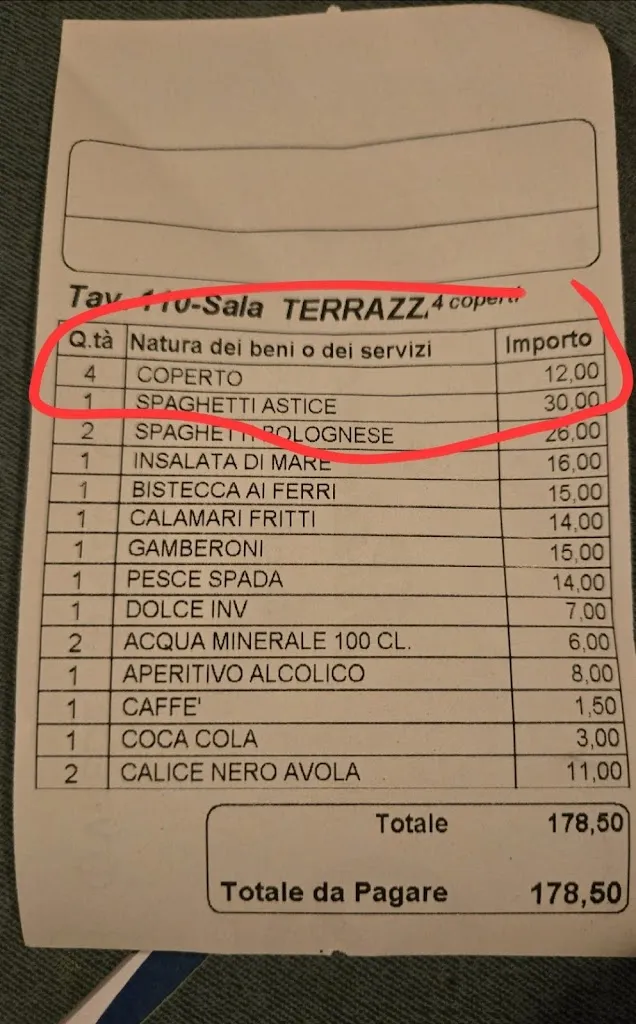 Tav. 110-Sala TERRAZZ. 4 coperti
Q.tà Natura dei beni o dei servizi Importo
4 COPERTO 12,00
1 SPAGHETTI ASTICE 30,00
2 SPAGHETTI BOLOGNESE 26,00
1 INSALATA DI MARE 16,00
1 BISTECCA AI FERRI 15,00
1 CALAMARI FRITTI 14,00
1 GAMBERONI 15,00
1 PESCE SPADA 14,00
1 DOLCE INV 7,00
2 ACQUA MINERALE 100 CL. 6,00
1 APERITIVO ALCOLICO 8,00
1 CAFFE' 1,50
1 COCA COLA 3,00
2 CALICE NERO AVOLA 11,00
Totale 178,50
Totale da Pagare 178,50